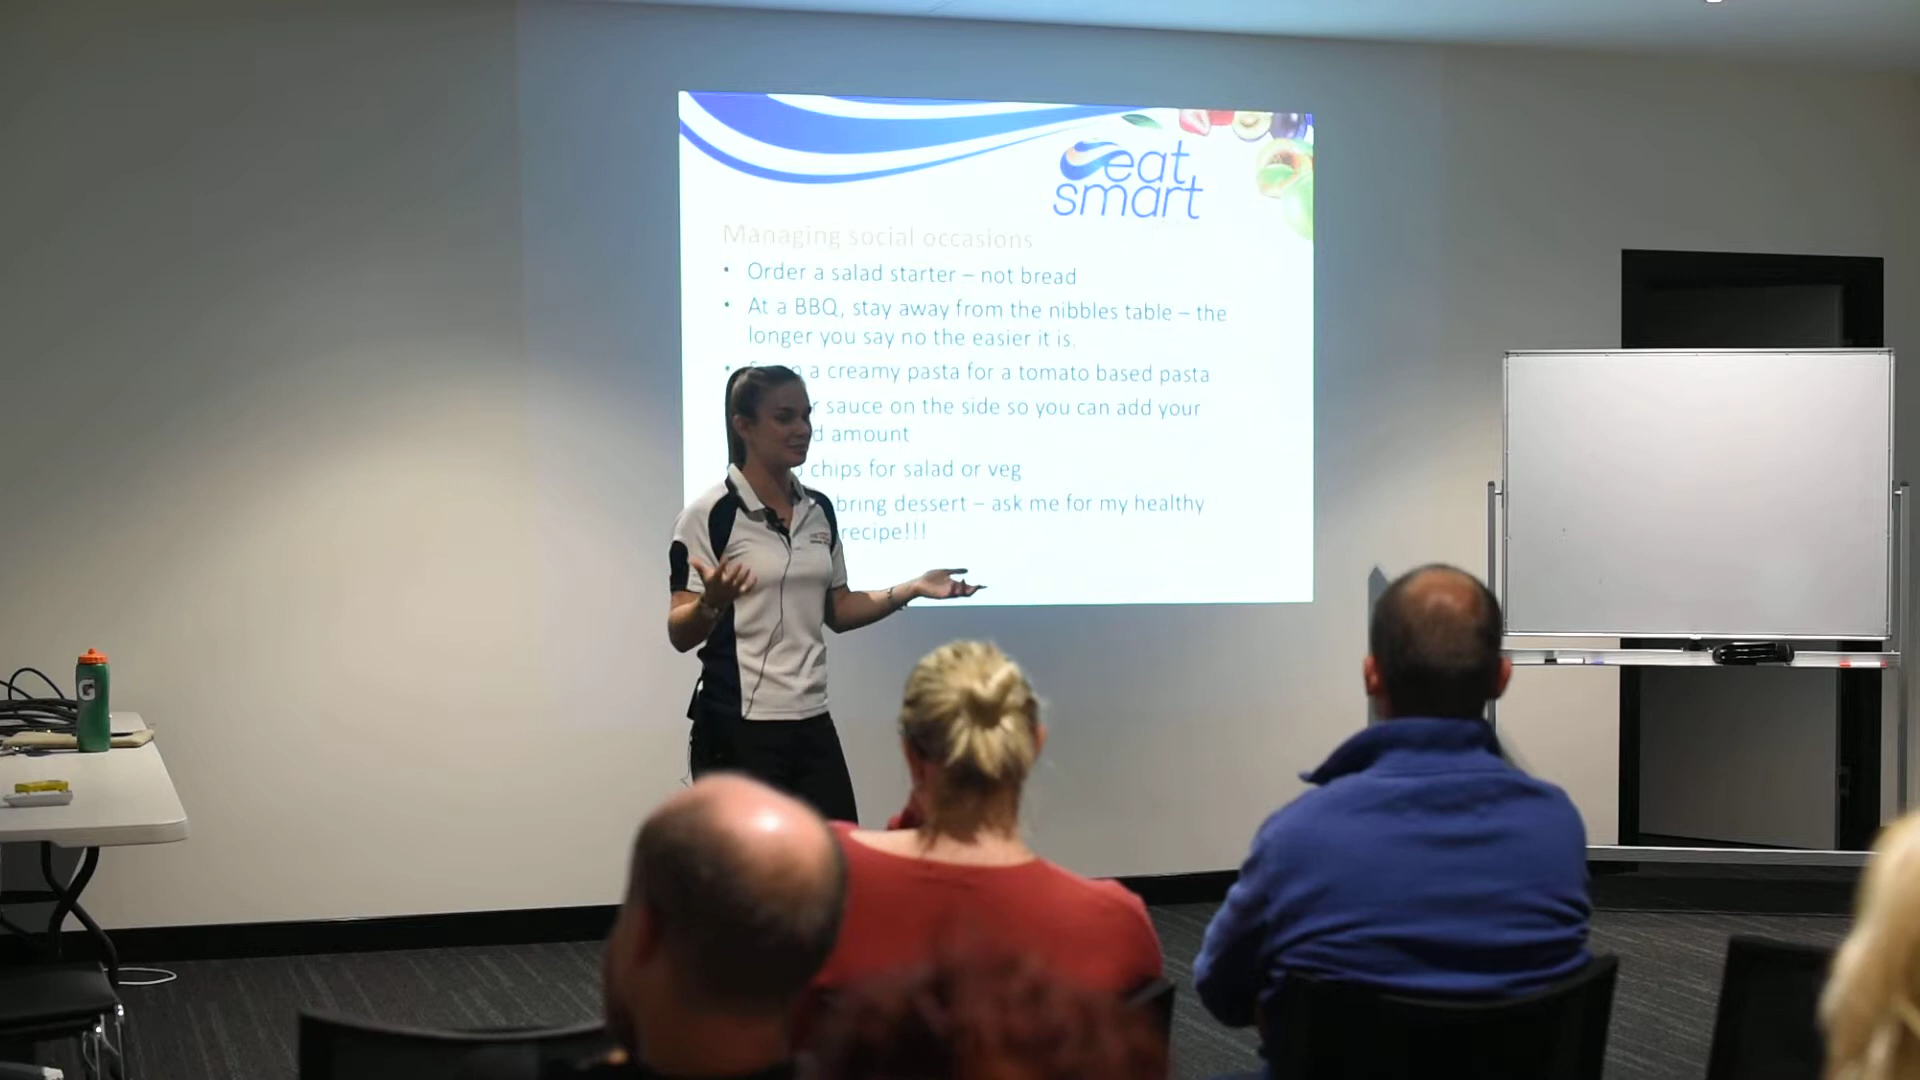 eat
smart
Managing social occasions
• Order a salad starter – not bread
• At a BBQ, stay away from the nibbles table – the
longer you say no the easier it is.
• a creamy pasta for a tomato based pasta
sauce on the side so you can add your
amount
chips for salad or veg
bring dessert – ask me for my healthy
recipe!!!
G